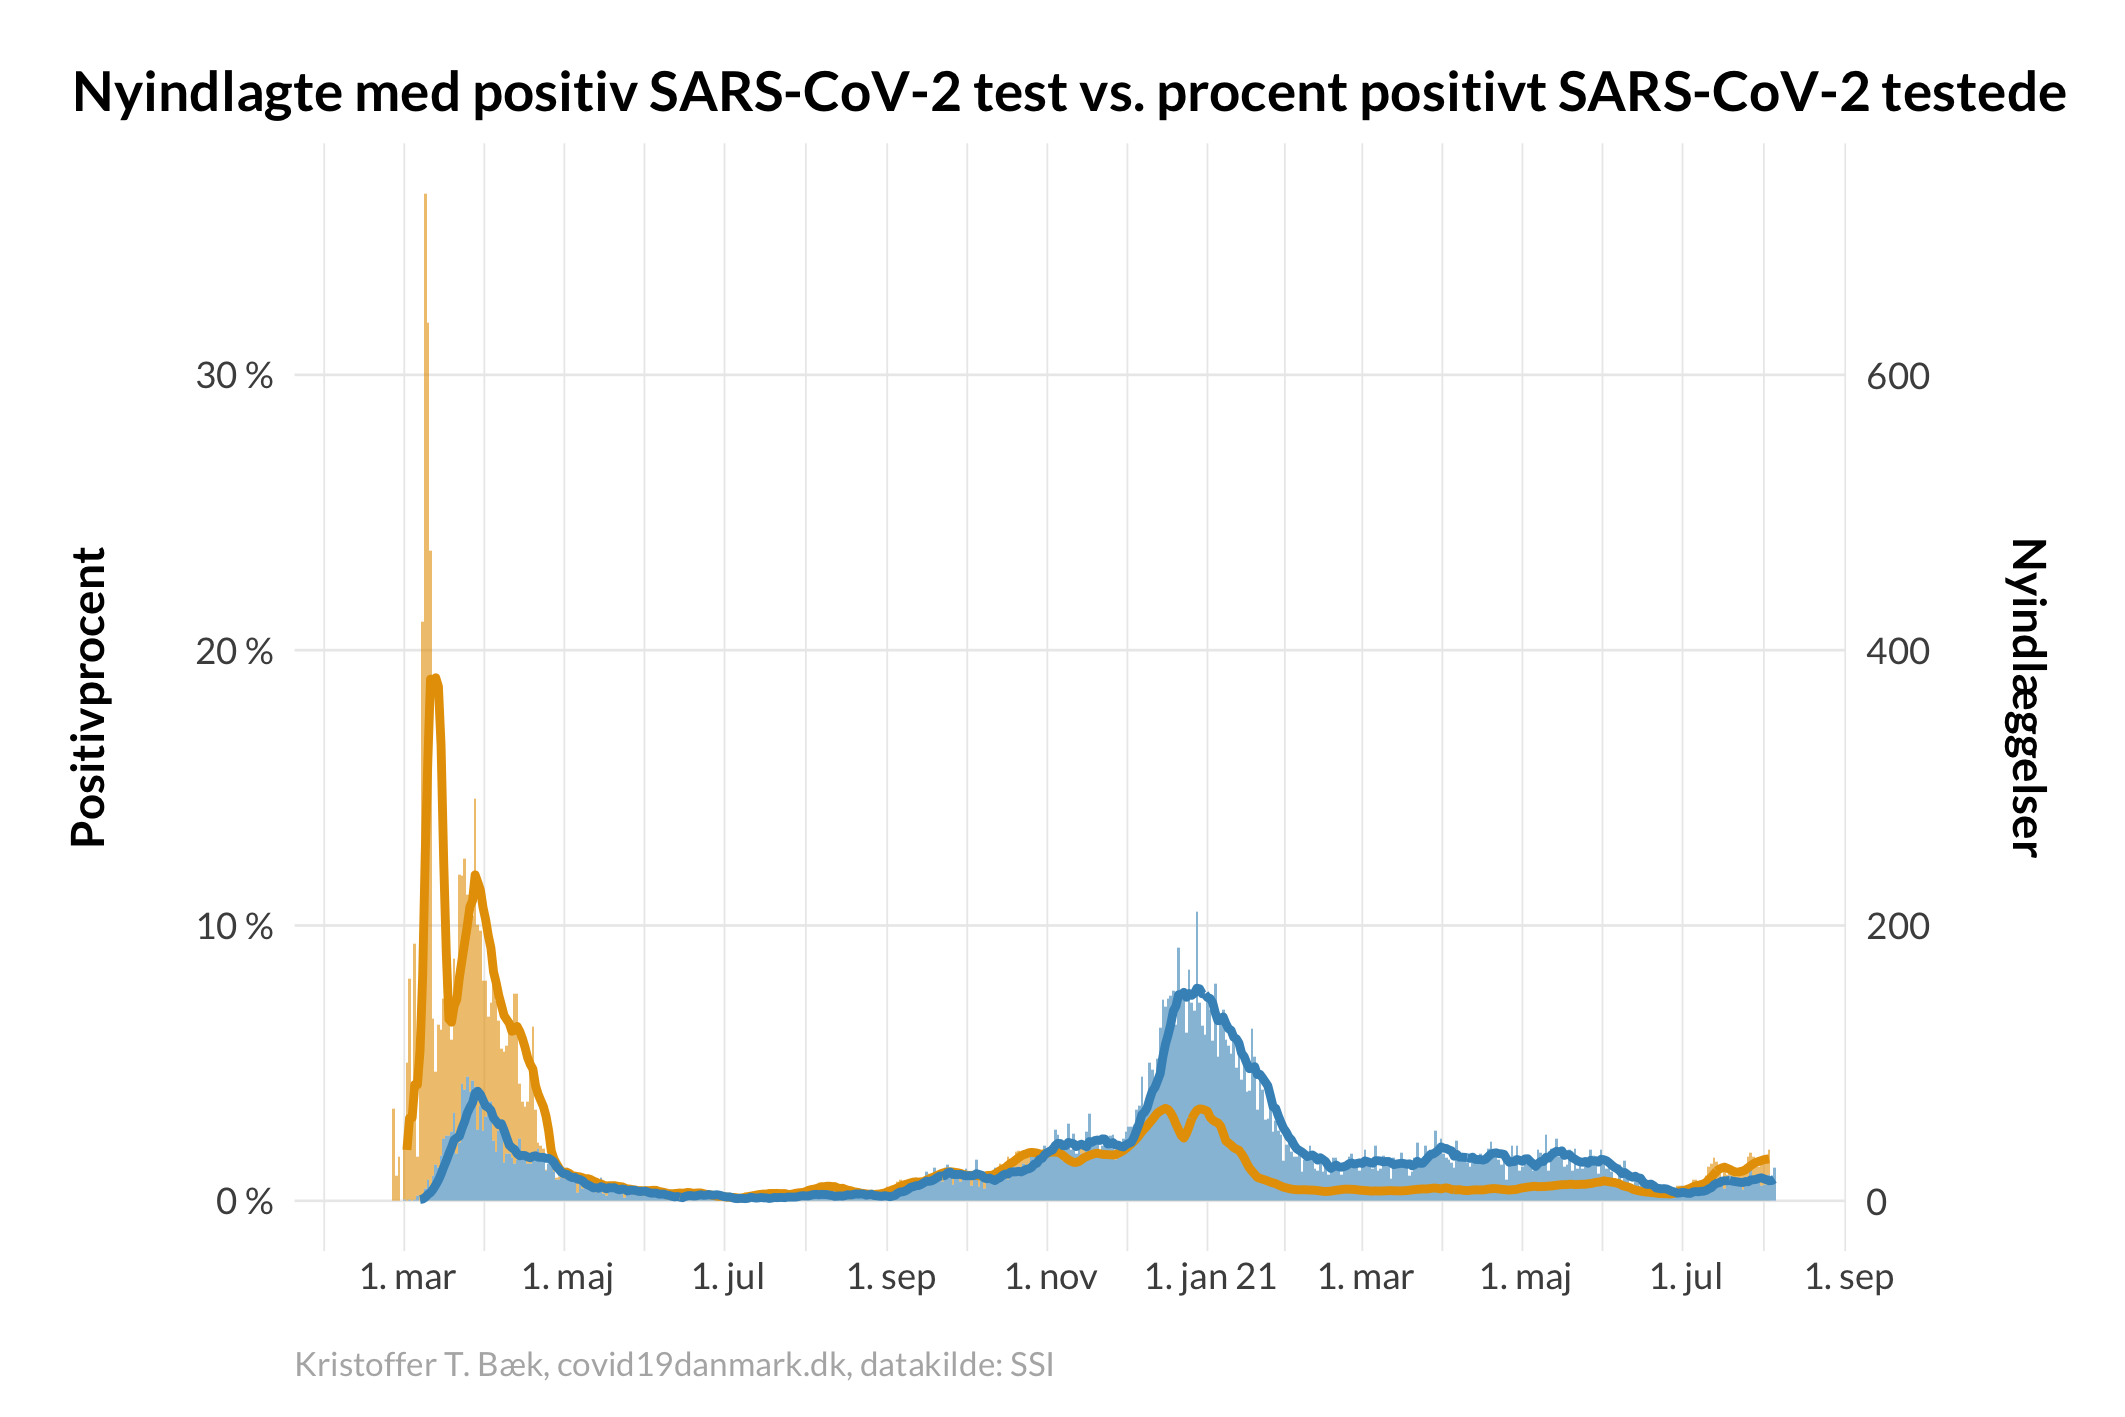 Nyindlagte med positiv SARS-CoV-2 test vs. procent positivt SARS-CoV-2 testede
Positivprocent
30 %
20 %
10 %
0 %
600
400
200
0
Nyindlæggelser
1. mar
1. maj
1. jul
1. sep
1. nov
1. jan 21
1. mar
1. maj
1. jul
1. sep
Kristoffer T. Bæk, covid19danmark.dk, datakilde: SSI